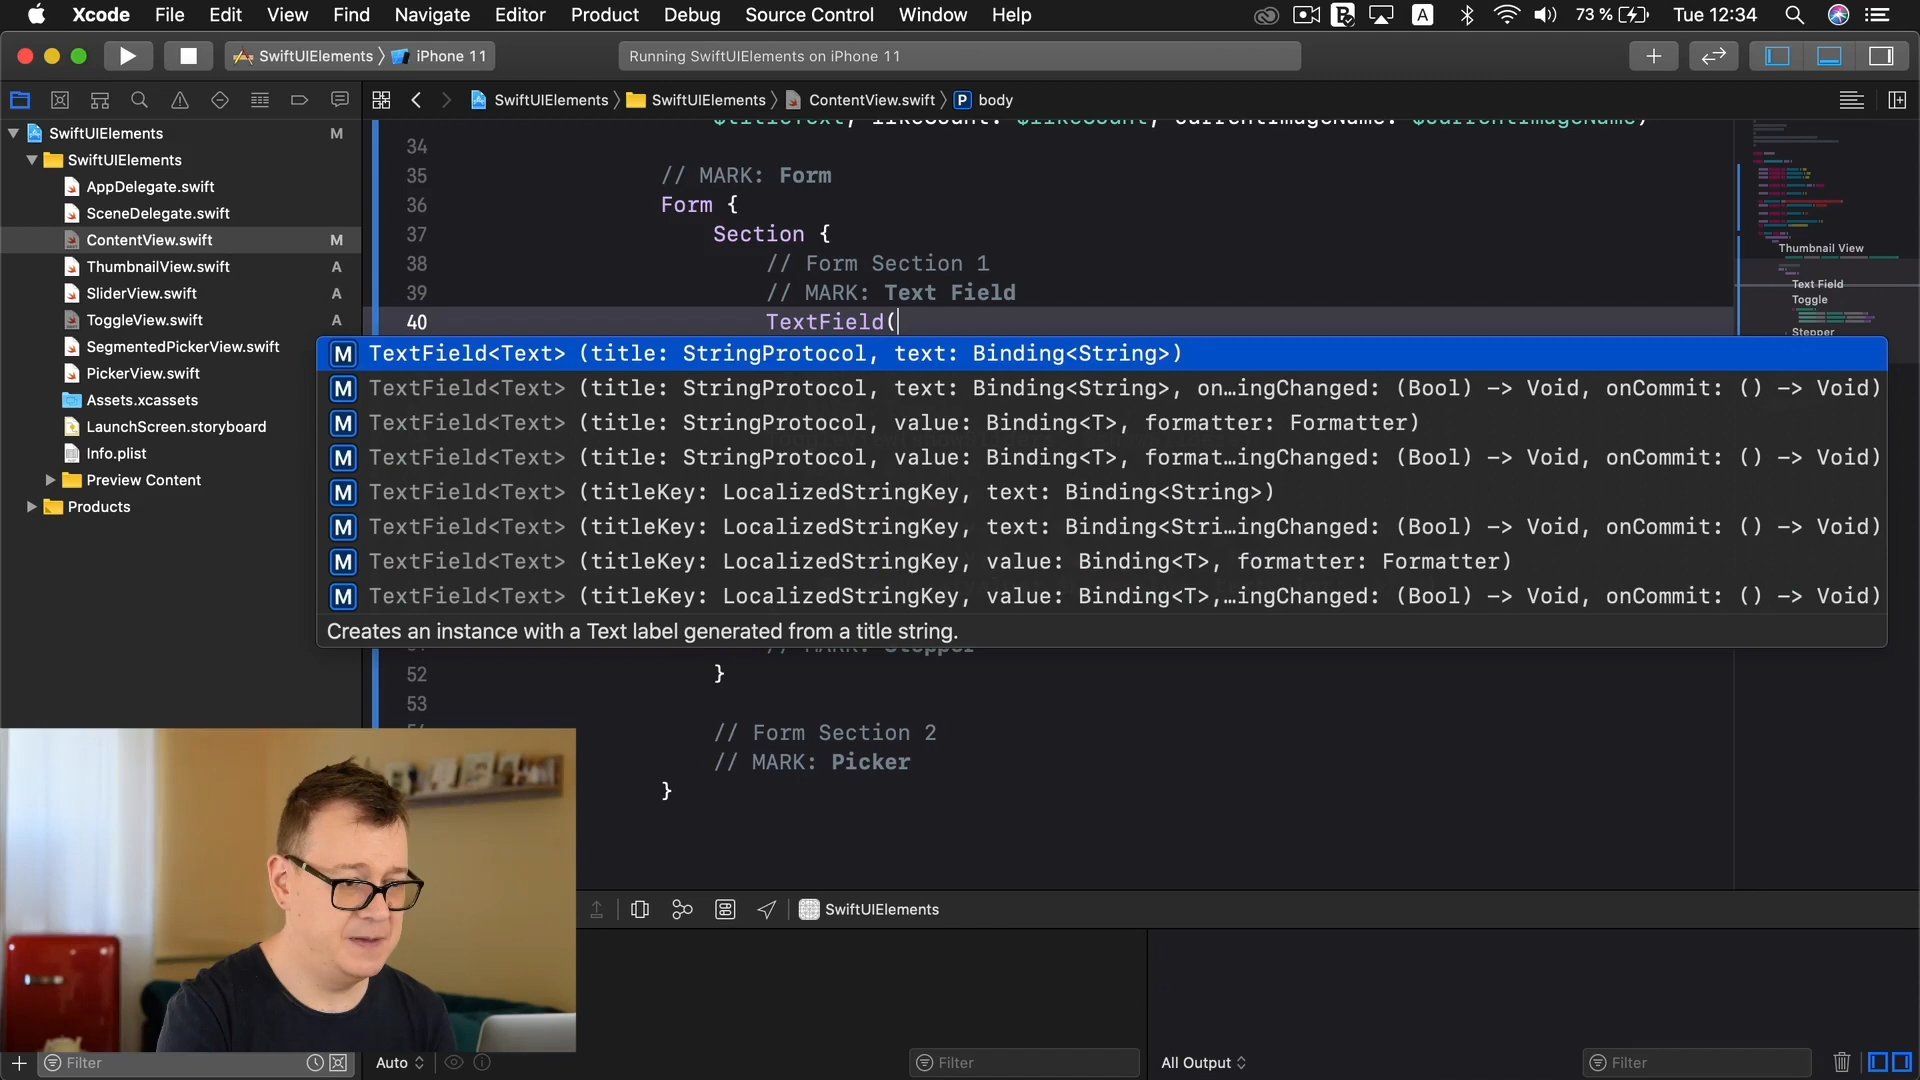 Xcode File Edit View Find Navigate Editor Product Debug Source Control Window Help A 73 % Tue 12:34
SwiftUIElements iPhone 11 Running SwiftUIElements on iPhone 11
SwiftUIElements SwiftUIElements ContentView.swift P body
SwiftUIElements M
SwiftUIElements
AppDelegate.swift
SceneDelegate.swift
ContentView.swift M
ThumbnailView.swift A
SliderView.swift A
ToggleView.swift A
SegmentedPickerView.swift
PickerView.swift
Assets.xcassets
LaunchScreen.storyboard
Info.plist
Preview Content
Products
$titleText, likeCount: $likeCount, currentImageName: $currentImageName)
34
35 // MARK: Form
36 Form {
37 Section {
38 // Form Section 1
39 // MARK: Text Field
40 TextField(
M TextField<Text> (title: StringProtocol, text: Binding<String>)
M TextField<Text> (title: StringProtocol, text: Binding<String>, on…ingChanged: (Bool) -> Void, onCommit: () -> Void)
M TextField<Text> (title: StringProtocol, value: Binding<T>, formatter: Formatter)
M TextField<Text> (title: StringProtocol, value: Binding<T>, format…ingChanged: (Bool) -> Void, onCommit: () -> Void)
M TextField<Text> (titleKey: LocalizedStringKey, text: Binding<String>)
M TextField<Text> (titleKey: LocalizedStringKey, text: Binding<Stri…ingChanged: (Bool) -> Void, onCommit: () -> Void)
M TextField<Text> (titleKey: LocalizedStringKey, value: Binding<T>, formatter: Formatter)
M TextField<Text> (titleKey: LocalizedStringKey, value: Binding<T>,…ingChanged: (Bool) -> Void, onCommit: () -> Void)
Creates an instance with a Text label generated from a title string.
// MARK: Stepper
52 }
53
// Form Section 2
// MARK: Picker
}
Thumbnail View
Text Field
Toggle
Stepper
SwiftUIElements
Filter Auto Filter All Output Filter